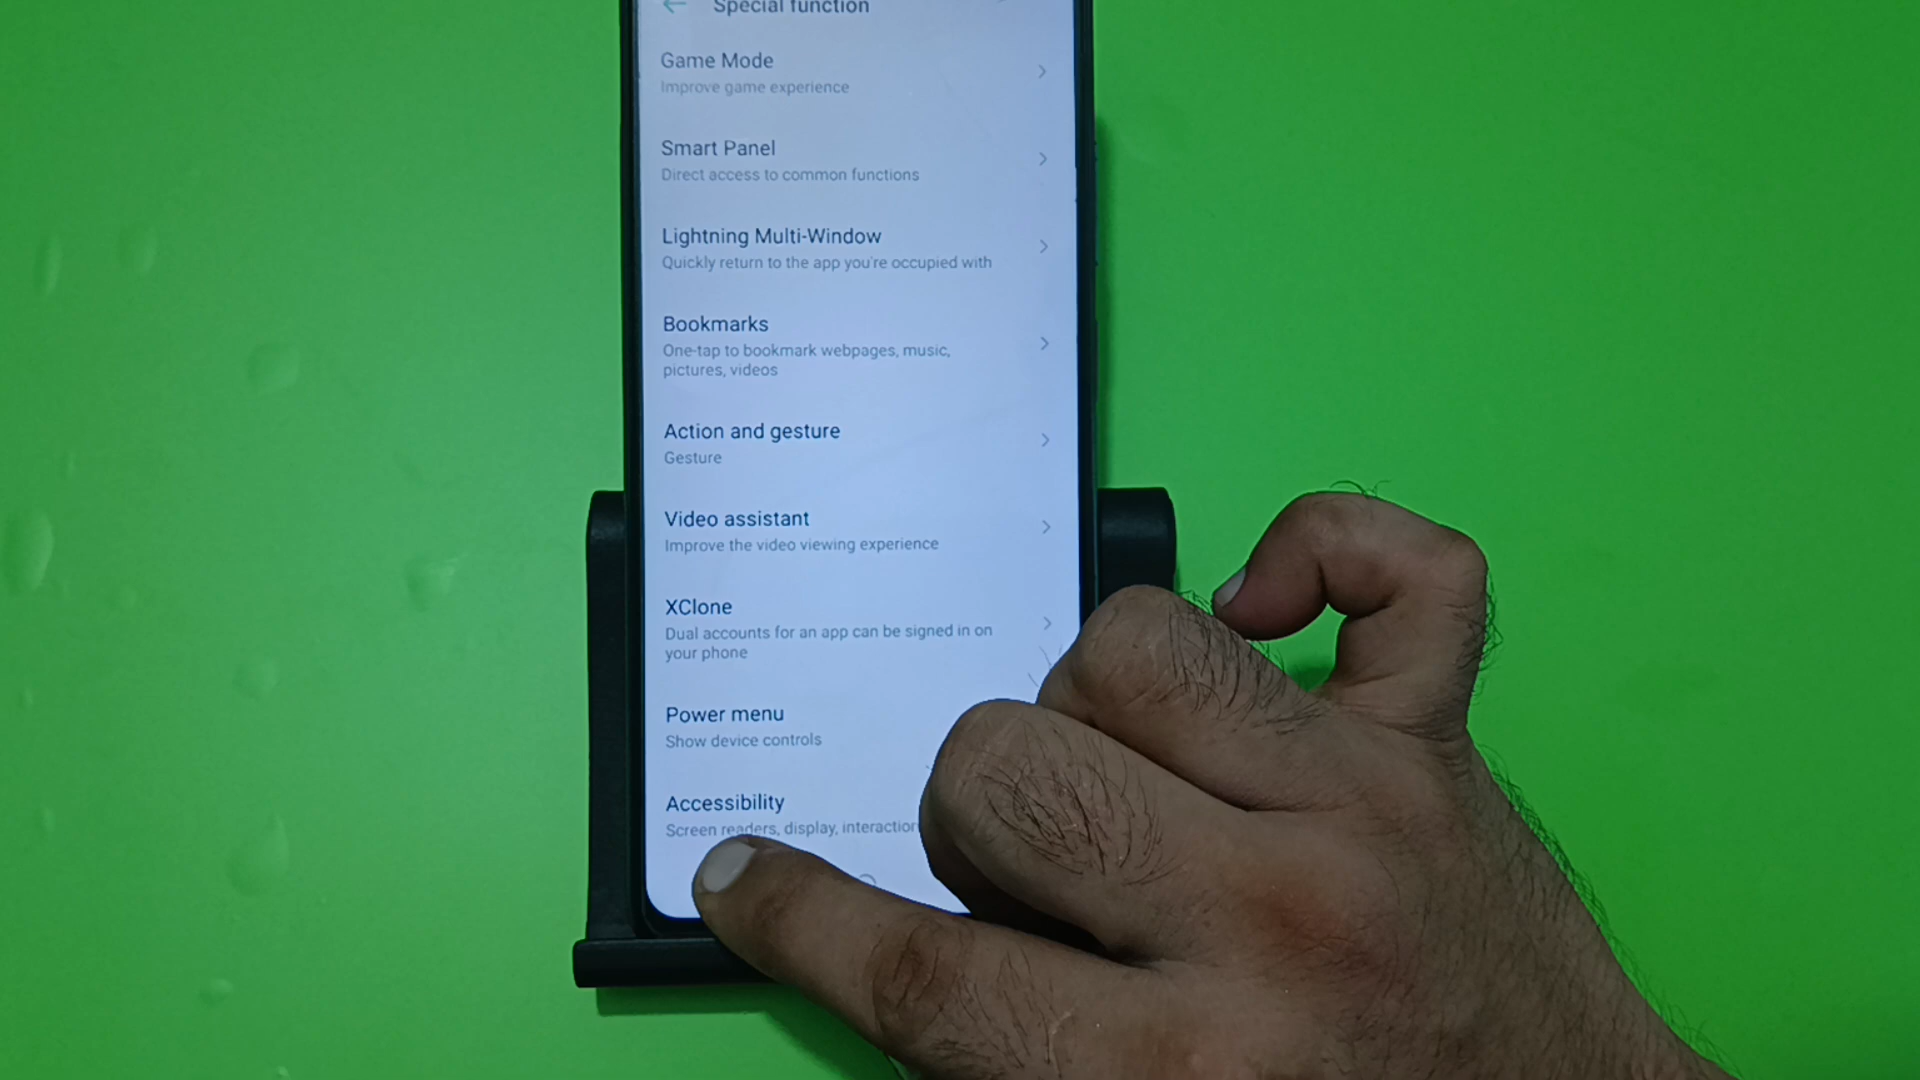 Special function
Game Mode
Improve game experience
Smart Panel
Direct access to common functions
Lightning Multi-Window
Quickly return to the app you're occupied with
Bookmarks
One-tap to bookmark webpages, music,
pictures, videos
Action and gesture
Gesture
Video assistant
Improve the video viewing experience
XClone
Dual accounts for an app can be signed in on
your phone
Power menu
Show device controls
Accessibility
Screen readers, display, interaction